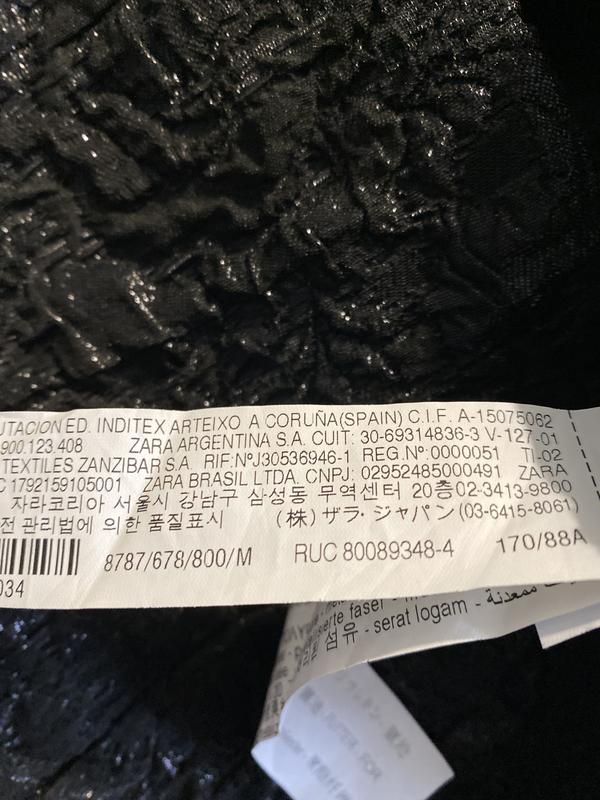 UTACION ED. INDITEX ARTEIXO A CORUÑA(SPAIN) C.I.F. A-15075062
900.123.408 ZARA ARGENTINA S.A. CUIT: 30-69314836-3 V-127-01
TEXTILES ZANZIBAR S.A. RIF:NºJ30536946-1 REG.Nº:0000051 TI-02
C 1792159105001 ZARA BRASIL LTDA. CNPJ: 02952485000491 ZARA
자라코리아 서울시 강남구 삼성동 무역센터 20층02-3413-9800
전 관리법에 의한 품질표시 (株) ザラ・ジャパン (03-6415-8061)
8787/678/800/M RUC 80089348-4 170/88A
034
faser
섬유 - serat logam - معدنة